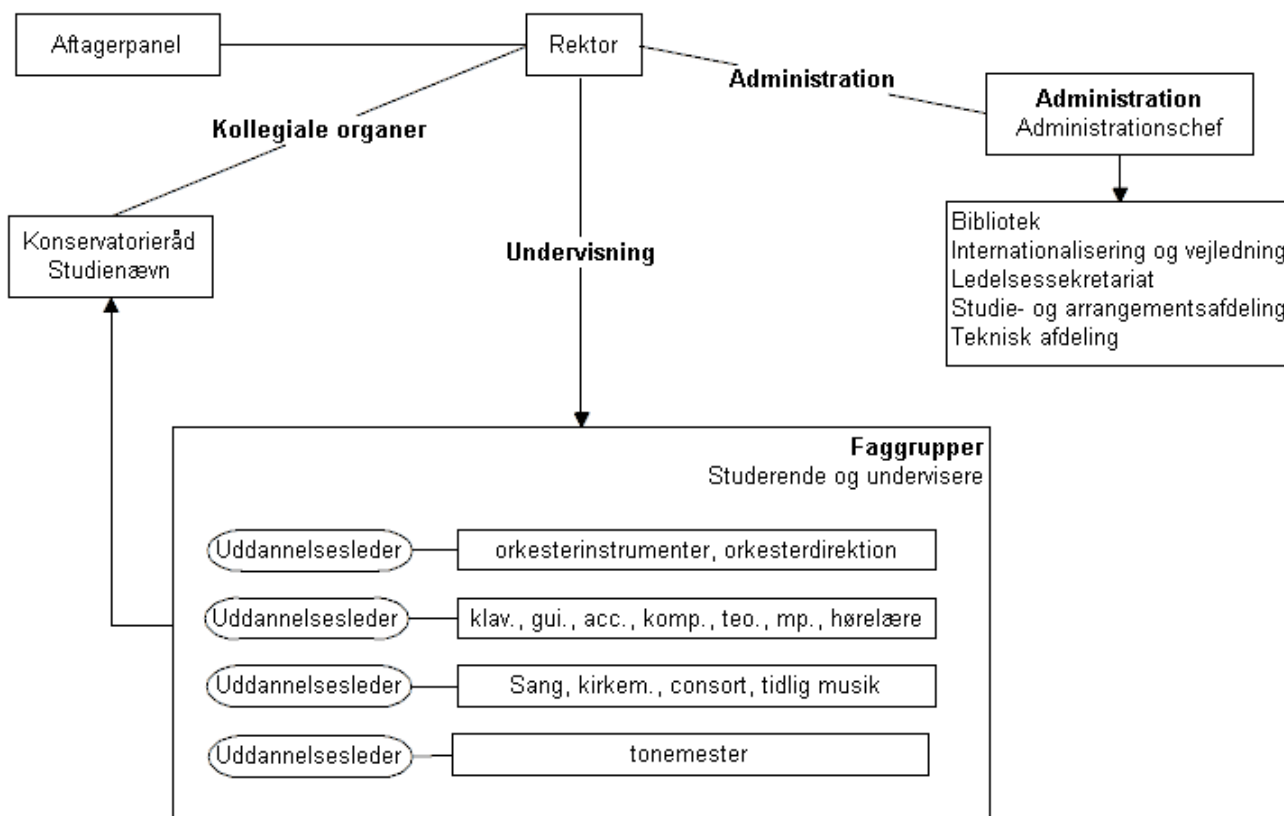 Aftagerpanel
Rektor
Administration
Administration
Administrationschef
Kollegiale organer
Konservatorieråd
Studienævn
Undervisning
Bibliotek
Internationalisering og vejledning
Ledelsessekretariat
Studie- og arrangementsafdeling
Teknisk afdeling
Faggrupper
Studerende og undervisere
Uddannelsesleder
orkesterinstrumenter, orkesterdirektion
Uddannelsesleder
klav., gui., acc., komp., teo., mp., hørelære
Uddannelsesleder
Sang, kirkem., consort, tidlig musik
Uddannelsesleder
tonemester